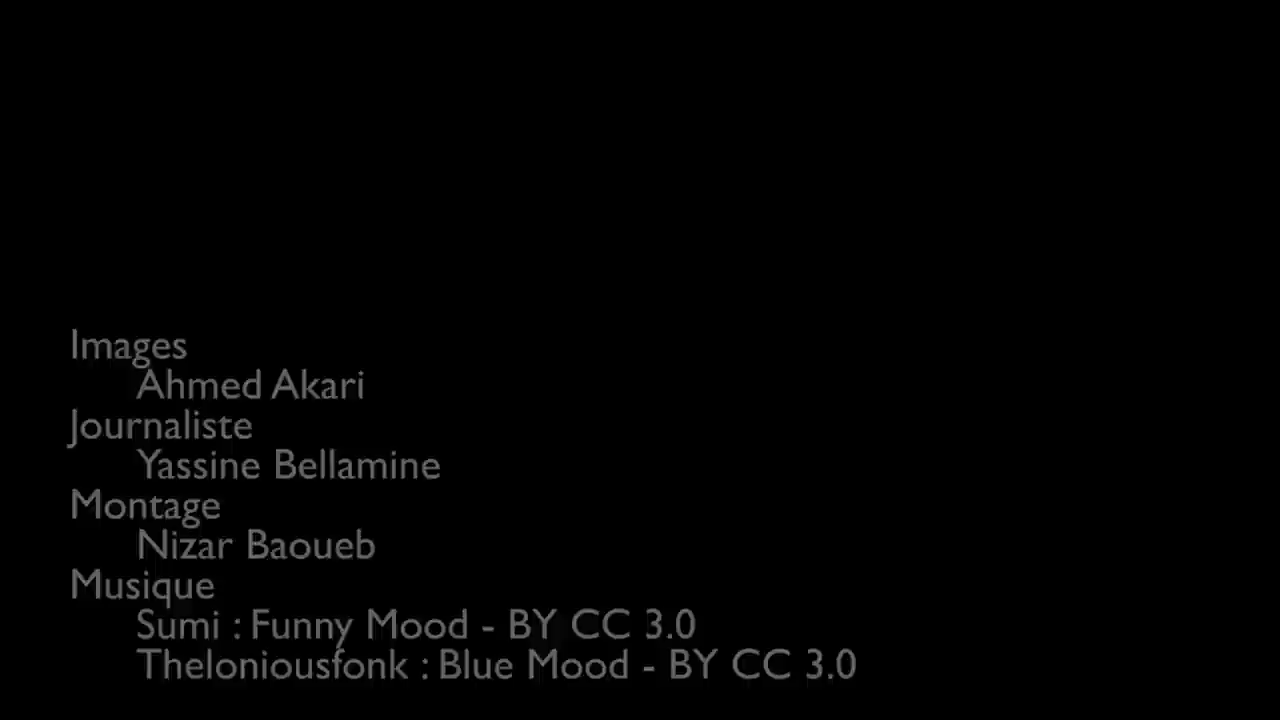 Images
Ahmed Akari
Journaliste
Yassine Bellamine
Montage
Nizar Baoueb
Musique
Sumi : Funny Mood - BY CC 3.0
Theloniousfonk : Blue Mood - BY CC 3.0